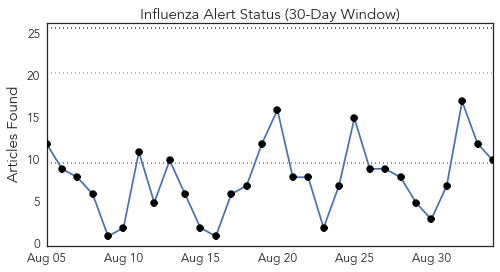 Influenza Alert Status (30-Day Window)
Articles Found
25
20
15
10
5
0
Aug 05 Aug 10 Aug 15 Aug 20 Aug 25 Aug 30